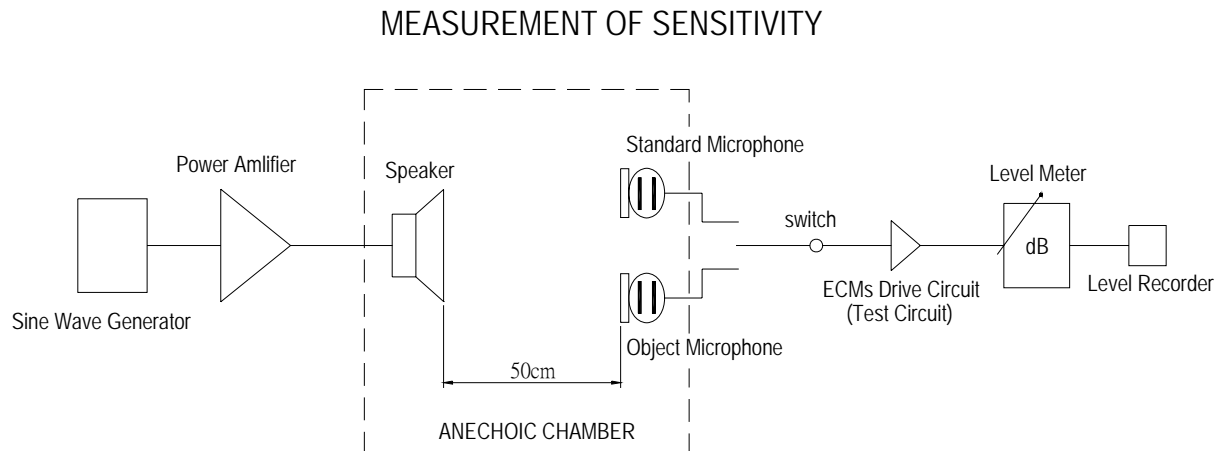 MEASUREMENT OF SENSITIVITY
Standard Microphone
Power Amlifier
Speaker
Level Meter
switch
dB
ECMs Drive Circuit
(Test Circuit)
Level Recorder
Sine Wave Generator
Object Microphone
50cm
ANECHOIC CHAMBER